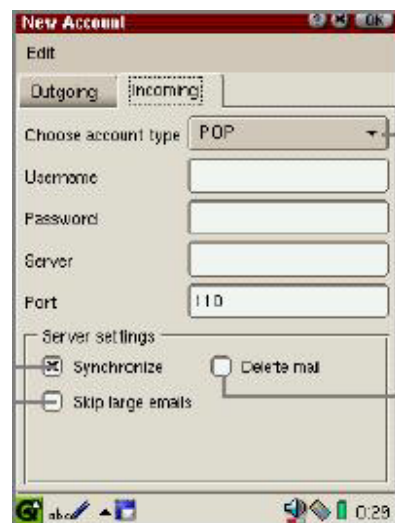 New Account ? OK
Edit
Outgoing Incoming
Choose account type POP
Username
Password
Server
Port 110
Server settings
Synchronize Delete mail
Skip large emails
abc 0:29